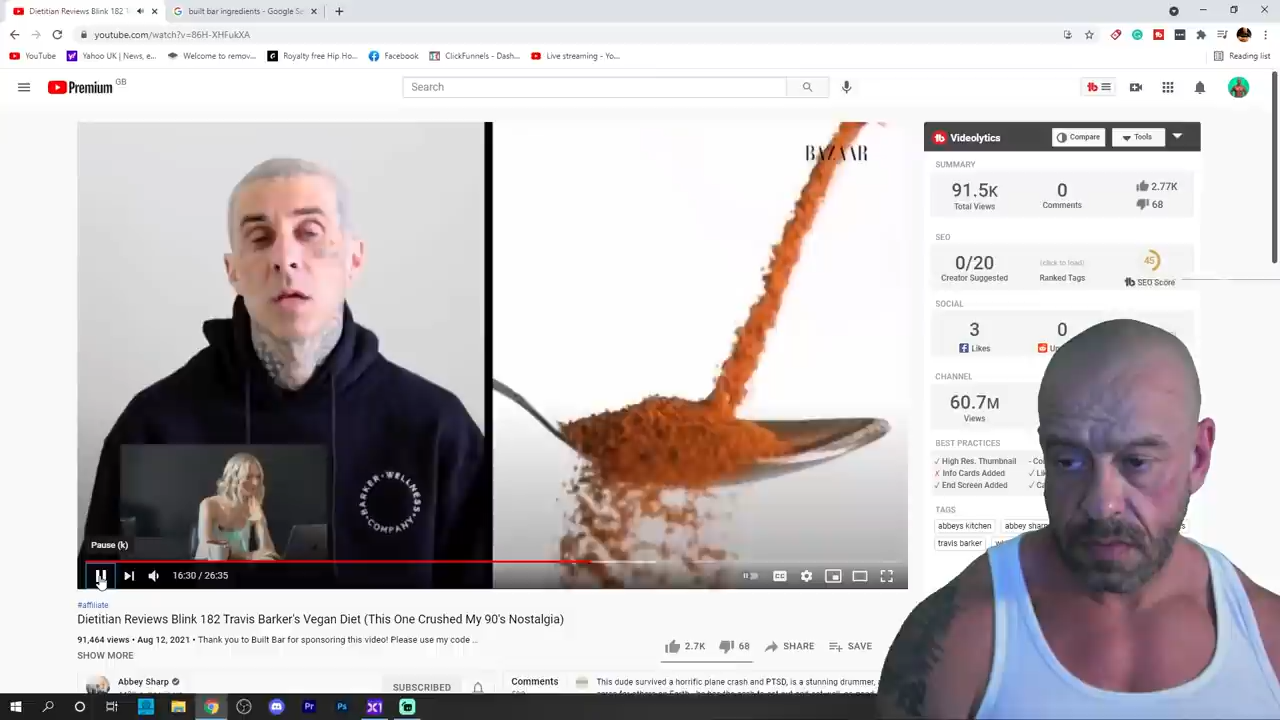 Dietitian Reviews Blink 182
built bar ingredients - Google Se
youtube.com/watch?v=86H-XHFukXA
YouTube
Yahoo UK | News, e...
Welcome to remov...
Royalty free Hip Ho...
Facebook
ClickFunnels - Dash...
Live streaming - Yo...
Reading list
Premium GB
Search
BAZAAR
BARKER WELLNESS COMPANY
Pause (k)
16:30 / 26:35
#affiliate
Dietitian Reviews Blink 182 Travis Barker's Vegan Diet (This One Crushed My 90's Nostalgia)
91,464 views • Aug 12, 2021 • Thank you to Built Bar for sponsoring this video! Please use my code ...
SHOW MORE
2.7K
68
SHARE
SAVE
Abbey Sharp
SUBSCRIBED
Comments
This dude survived a horrific plane crash and PTSD, is a stunning drummer, a
tb Videolytics
Compare
Tools
SUMMARY
91.5K
Total Views
0
Comments
2.77K
68
SEO
0/20
Creator Suggested
(click to load)
Ranked Tags
45
tb SEO Score
SOCIAL
3
Likes
0
CHANNEL
60.7M
Views
BEST PRACTICES
✓ High Res. Thumbnail
x Info Cards Added
✓ End Screen Added
TAGS
abbeys kitchen
abbey sharp
travis barker
Pr
Ps